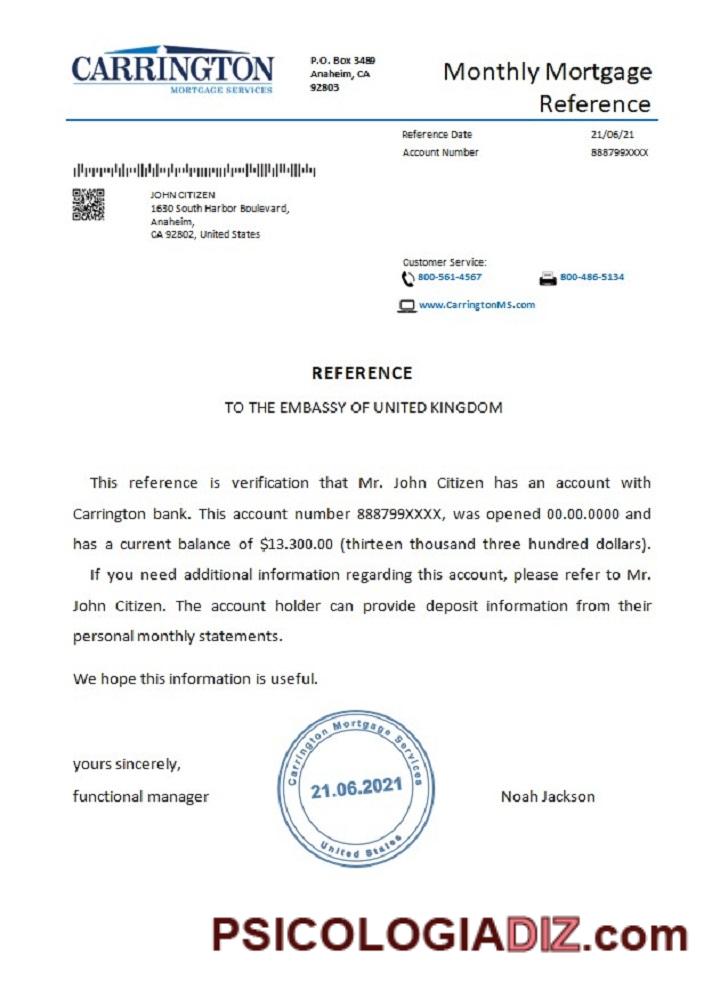 CARRINGTON
MORTGAGE SERVICES
P.O. Box 3489
Anaheim, CA
92803
Monthly Mortgage
Reference
Reference Date 21/06/21
Account Number 888799XXXX
JOHN CITIZEN
1630 South Harbor Boulevard,
Anaheim,
CA 92802, United States
Customer Service:
800-561-4567 800-486-5134
www.CarringtonMS.com
REFERENCE
TO THE EMBASSY OF UNITED KINGDOM
This reference is verification that Mr. John Citizen has an account with
Carrington bank. This account number 888799XXXX, was opened 00.00.0000 and
has a current balance of $13.300.00 (thirteen thousand three hundred dollars).
If you need additional information regarding this account, please refer to Mr.
John Citizen. The account holder can provide deposit information from their
personal monthly statements.
We hope this information is useful.
yours sincerely,
functional manager
Carrington Mortgage Services
21.06.2021
United States
Noah Jackson
PSICOLOGIADIZ.com